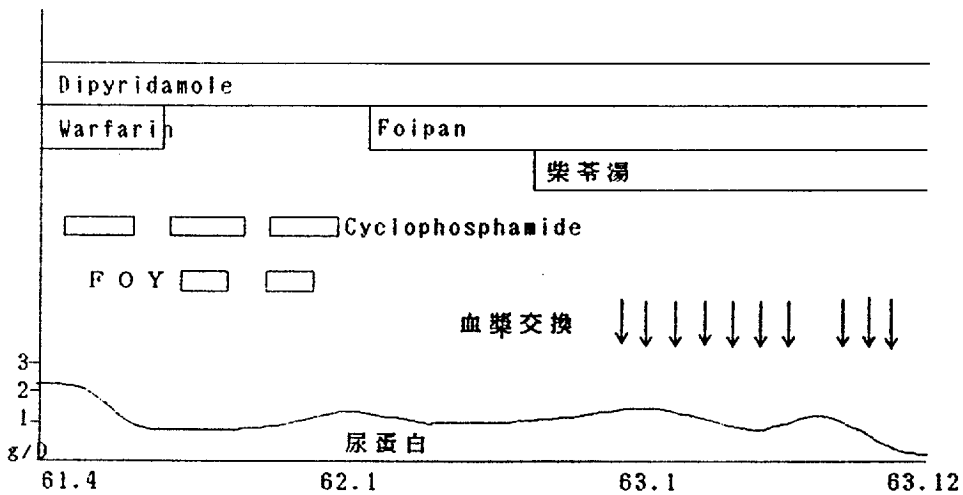 Dipyridamole
Warfarin
Foipan
柴苓湯
Cyclophosphamide
FOY
血漿交換
3
2
1
g/D
尿蛋白
61.4 62.1 63.1 63.12